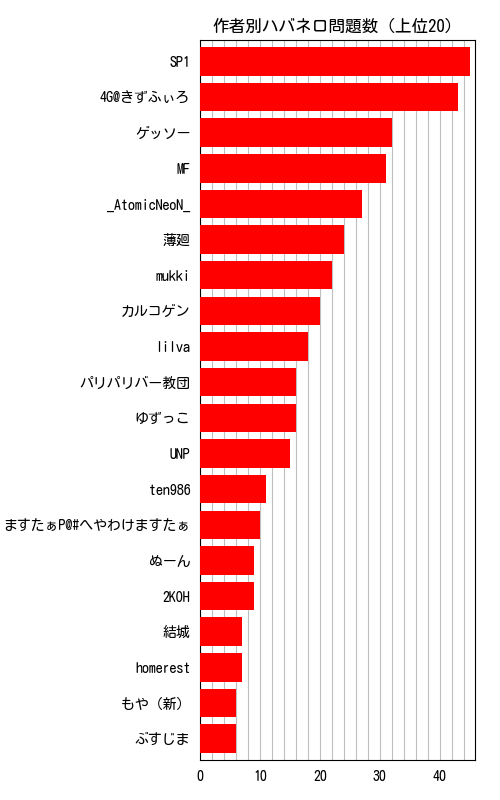 作者別ハバネロ問題数（上位20）
SP1
4G@きずふぃろ
ゲッソー
MF
_AtomicNeoN_
薄廻
mukki
カルコゲン
lilva
パリパリバー教団
ゆずっこ
UNP
ten986
ますたぁP@#へやわけますたぁ
ぬーん
2KOH
結城
homerest
もや（新）
ぶすじま
0 10 20 30 40